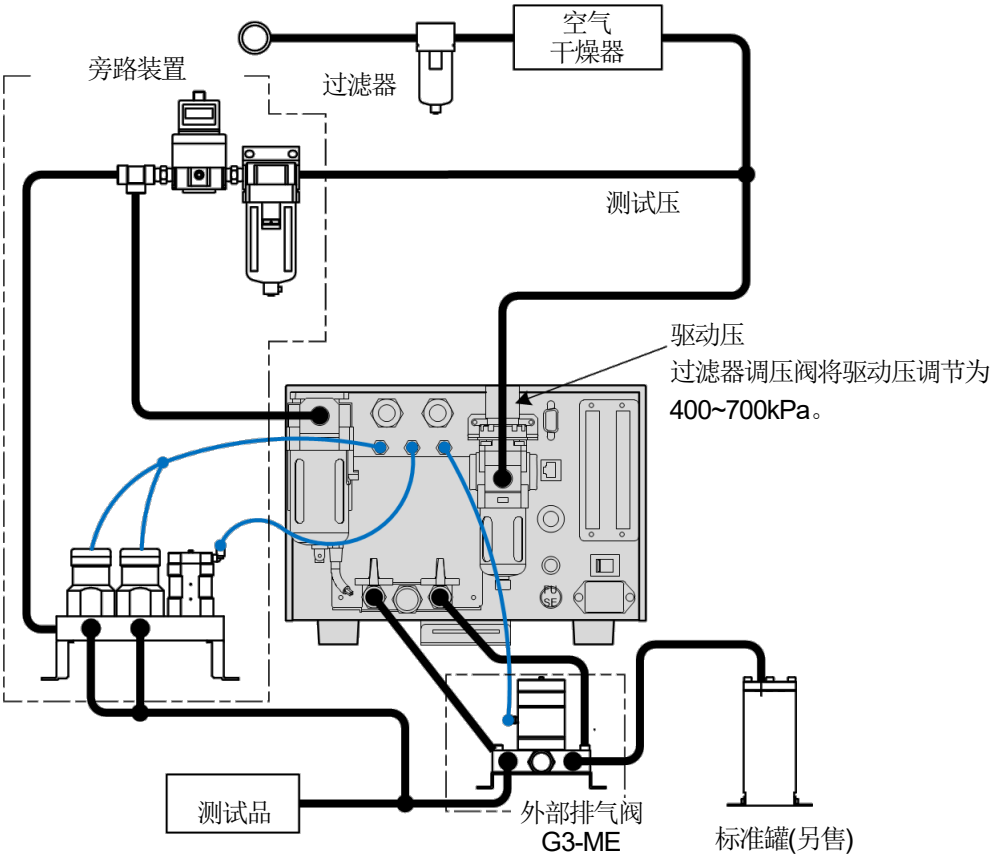 空气
干燥器
旁路装置
过滤器
测试压
驱动压
过滤器调压阀将驱动压调节为
400~700kPa。
FU
SE
测试品
外部排气阀
G3-ME
标准罐(另售)